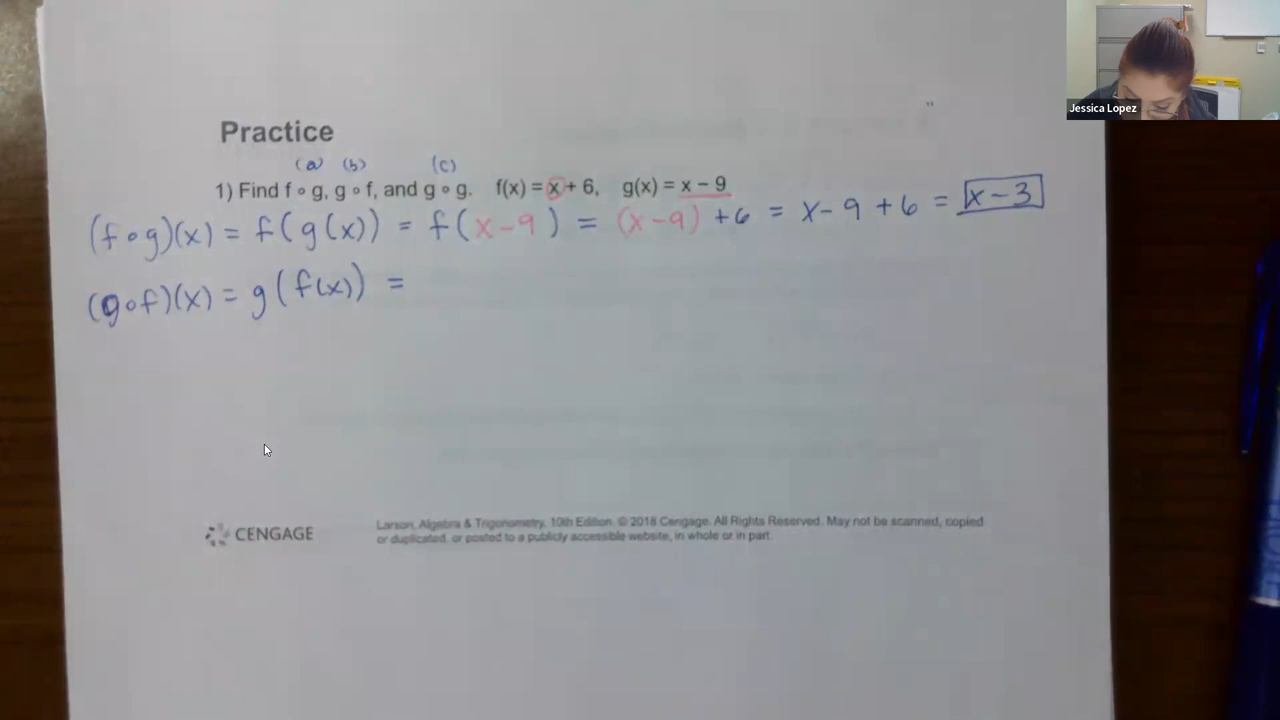 Jessica Lopez
Practice
(a) (b) (c)
1) Find f ∘ g, g ∘ f, and g ∘ g. f(x) = x + 6, g(x) = x − 9
(f∘g)(x) = f(g(x)) = f(x−9) = (x−9) +6 = x−9+6 = x−3
(g∘f)(x) = g(f(x)) =
CENGAGE
Larson, Algebra & Trigonometry, 10th Edition. © 2018 Cengage. All Rights Reserved. May not be scanned, copied
or duplicated, or posted to a publicly accessible website, in whole or in part.